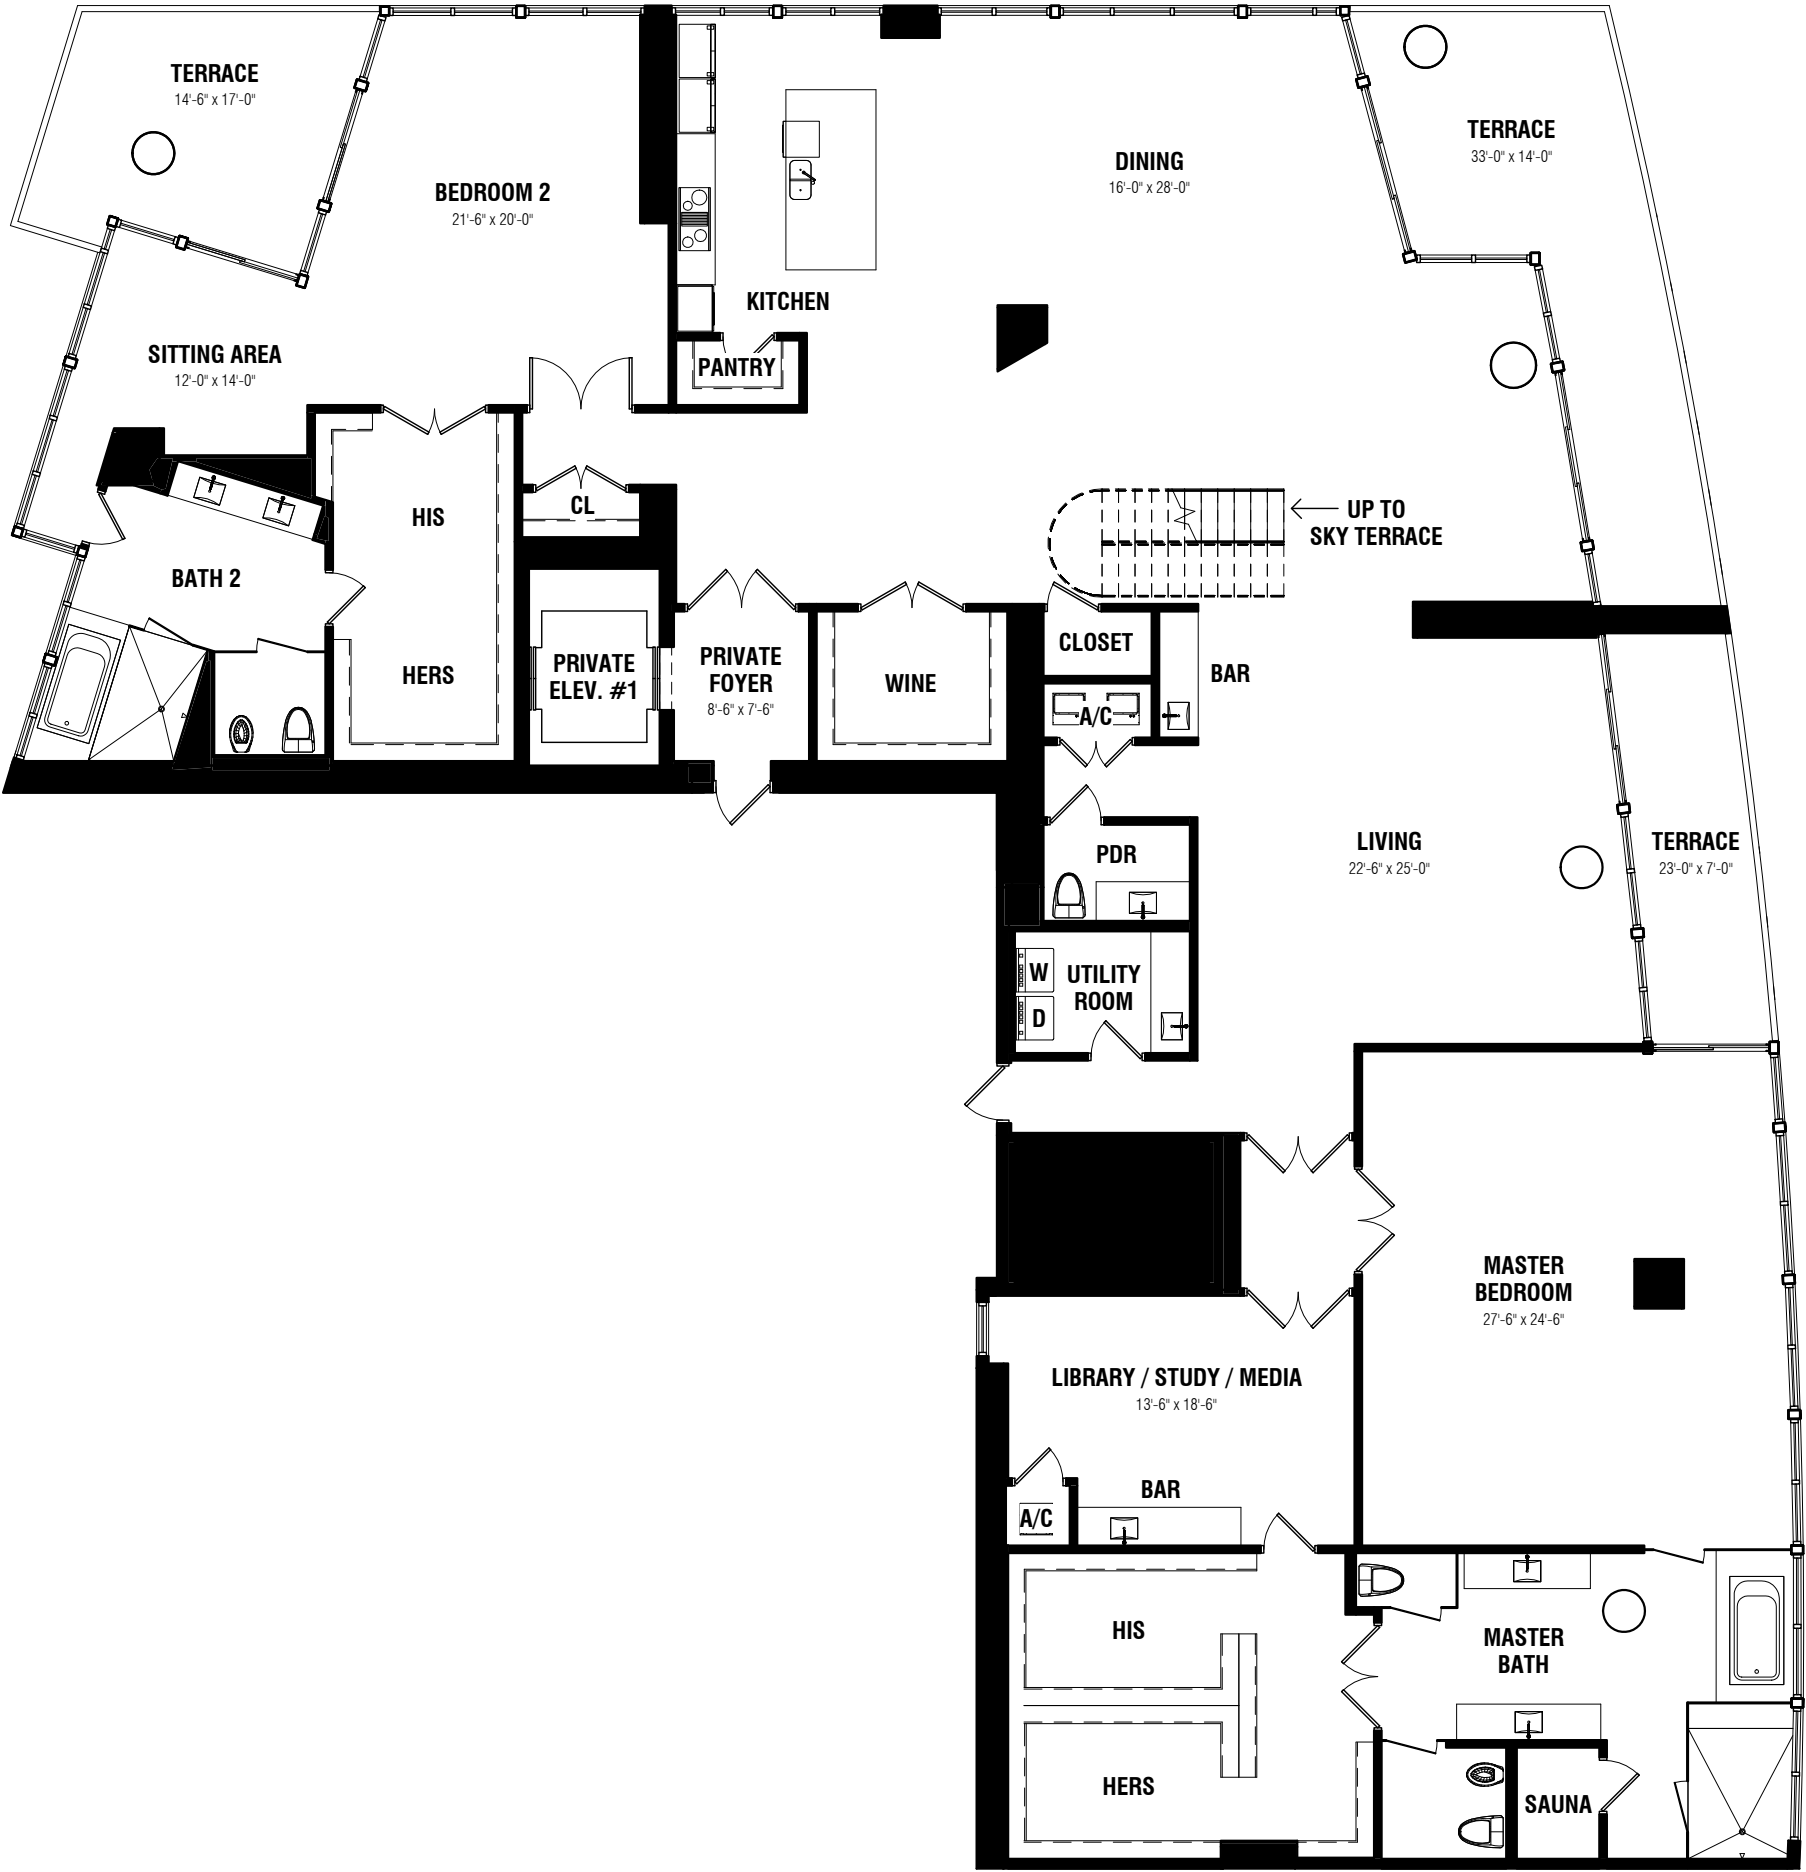 TERRACE
14'-6" x 17'-0"
TERRACE
33'-0" x 14'-0"
DINING
16'-0" x 28'-0"
BEDROOM 2
21'-6" x 20'-0"
KITCHEN
SITTING AREA
12'-0" x 14'-0"
PANTRY
CL
HIS
UP TO
SKY TERRACE
BATH 2
HERS
PRIVATE
ELEV. #1
PRIVATE
FOYER
8'-6" x 7'-6"
WINE
CLOSET
BAR
A/C
PDR
LIVING
22'-6" x 25'-0"
TERRACE
23'-0" x 7'-0"
W
D
UTILITY
ROOM
MASTER
BEDROOM
27'-6" x 24'-6"
LIBRARY / STUDY / MEDIA
13'-6" x 18'-6"
BAR
A/C
HIS
MASTER
BATH
HERS
SAUNA